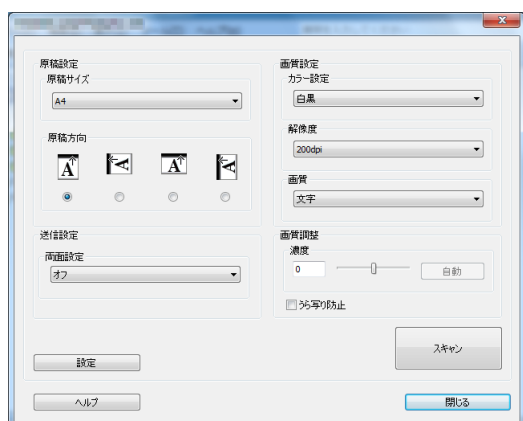 原稿設定
原稿サイズ
A4
原稿方向
A A A A
送信設定
両面設定
オフ
設定
ヘルプ
画質設定
カラー設定
白黒
解像度
200dpi
画質
文字
画質調整
濃度
0
自動
うら写り防止
スキャン
閉じる